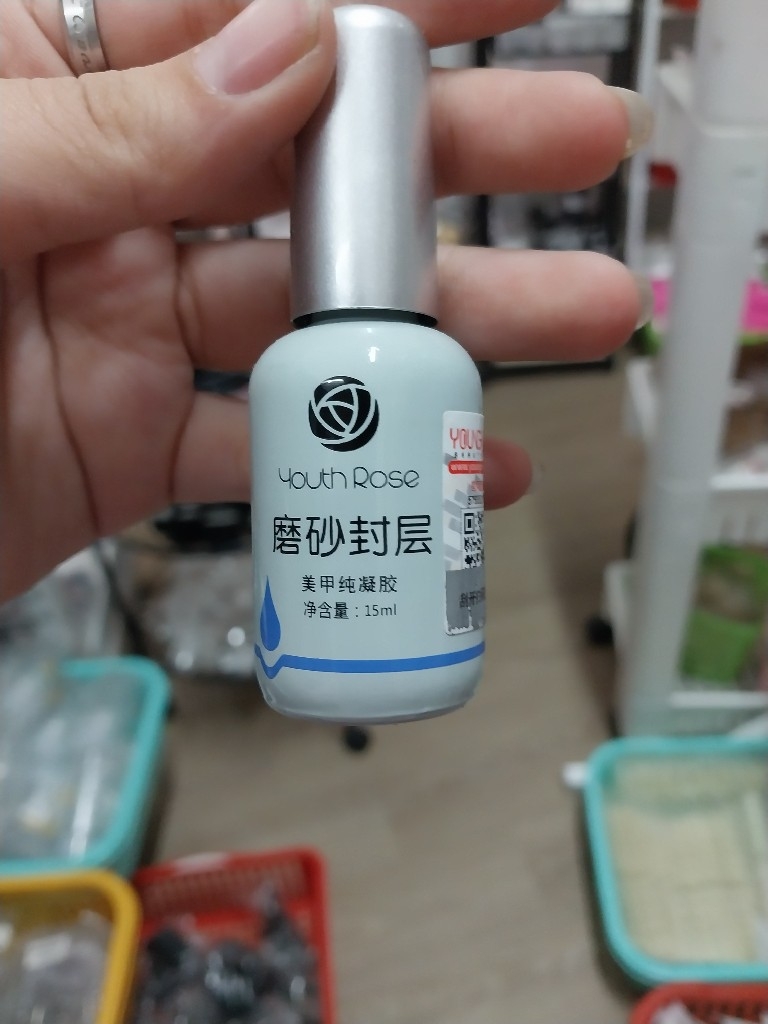 Youth Rose
磨砂封层
美甲纯凝胶
净含量：15ml